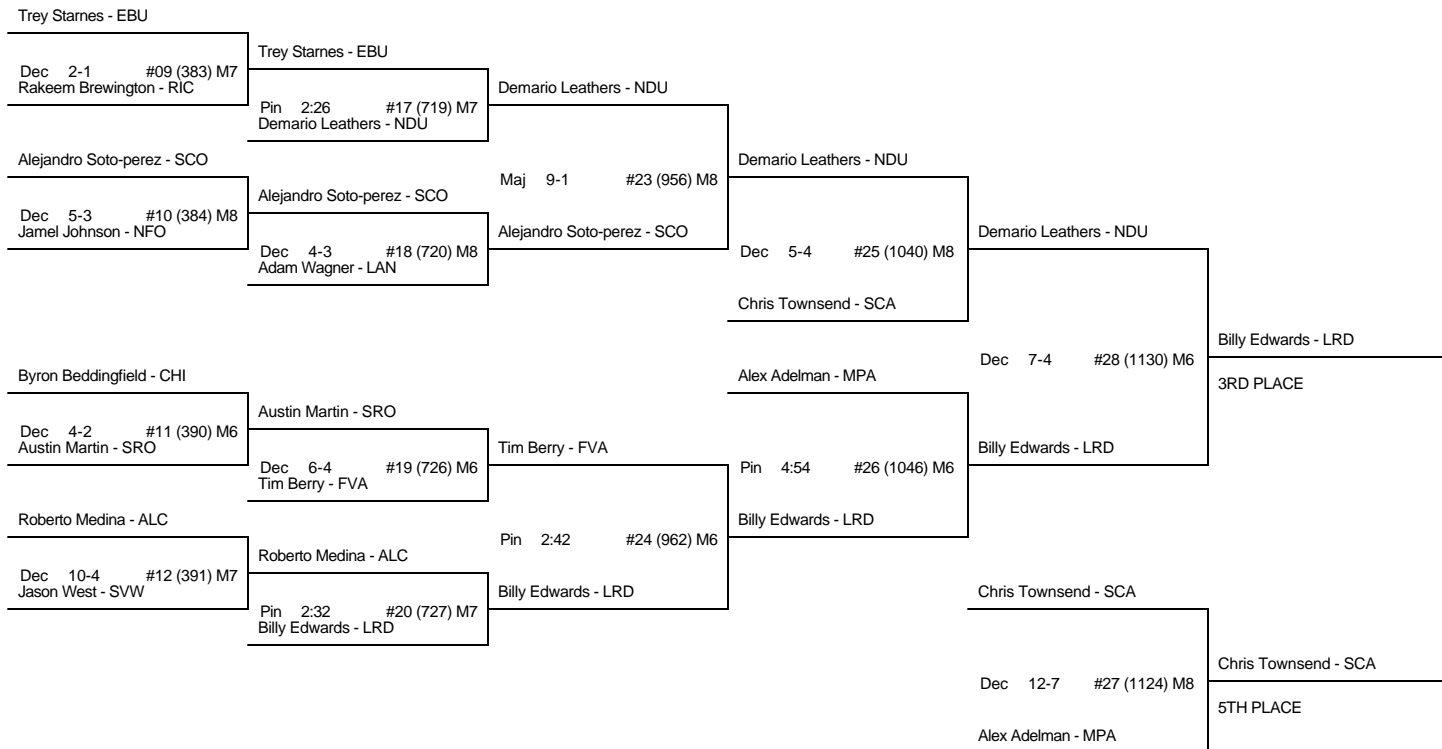 Trey Starnes - EBU
Dec 2-1 #09 (383) M7
Rakeem Brewington - RIC
Alejandro Soto-perez - SCO
Dec 5-3 #10 (384) M8
Jamel Johnson - NFO
Byron Beddingfield - CHI
Dec 4-2 #11 (390) M6
Austin Martin - SRO
Roberto Medina - ALC
Dec 10-4 #12 (391) M7
Jason West - SVW
Trey Starnes - EBU
Pin 2:26 #17 (719) M7
Demario Leathers - NDU
Alejandro Soto-perez - SCO
Dec 4-3 #18 (720) M8
Adam Wagner - LAN
Austin Martin - SRO
Dec 6-4 #19 (726) M6
Tim Berry - FVA
Roberto Medina - ALC
Pin 2:32 #20 (727) M7
Billy Edwards - LRD
Demario Leathers - NDU
Maj 9-1 #23 (956) M8
Alejandro Soto-perez - SCO
Tim Berry - FVA
Pin 2:42 #24 (962) M6
Billy Edwards - LRD
Demario Leathers - NDU
Dec 5-4 #25 (1040) M8
Chris Townsend - SCA
Alex Adelman - MPA
Pin 4:54 #26 (1046) M6
Billy Edwards - LRD
Demario Leathers - NDU
Dec 7-4 #28 (1130) M6
Billy Edwards - LRD
Billy Edwards - LRD
3RD PLACE
Chris Townsend - SCA
Dec 12-7 #27 (1124) M8
Alex Adelman - MPA
Chris Townsend - SCA
5TH PLACE